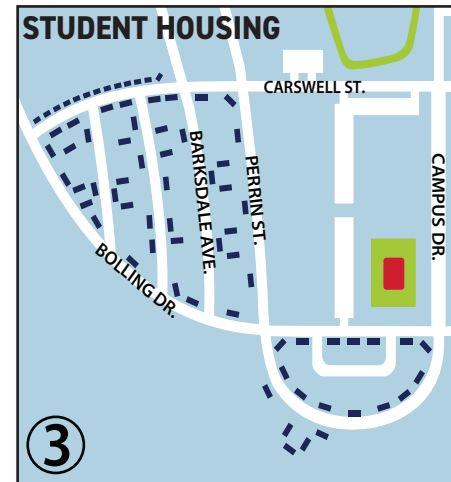 STUDENT HOUSING
CARSWELL ST.
BARKSDALE AVE.
PERRIN ST.
CAMPUS DR.
BOLLING DR.
3